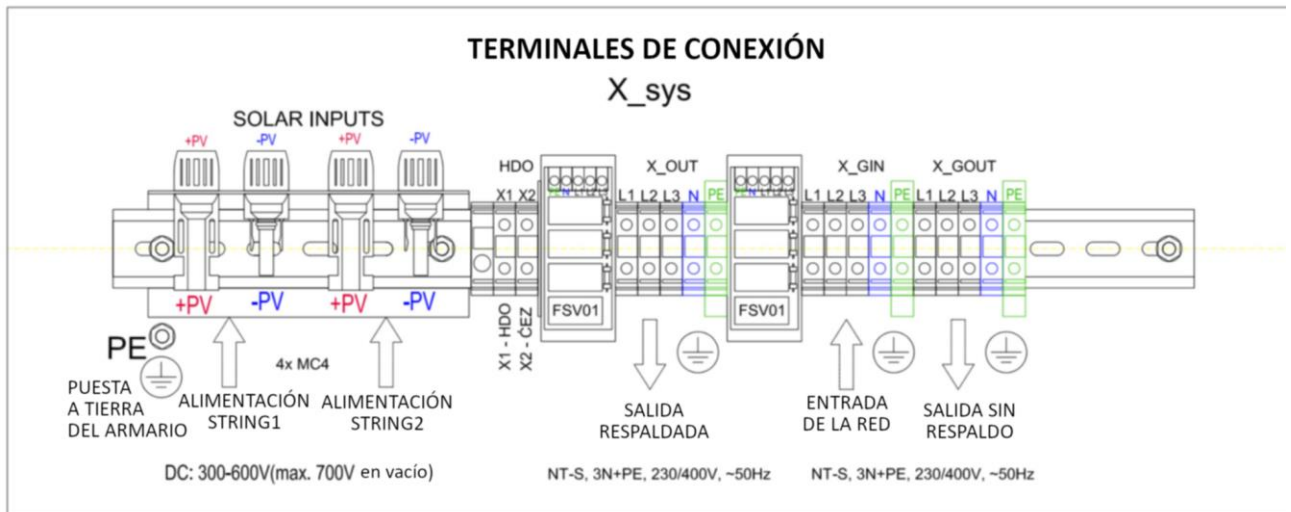 TERMINALES DE CONEXIÓN
X_sys
SOLAR INPUTS
+PV -PV +PV -PV
HDO X_OUT X_GIN X_GOUT
X1 X2 L1 L2 L3 N PE L1 L2 L3 N PE L1 L2 L3 N PE
FSV01 FSV01
+PV -PV +PV -PV
X1 - HDO
X2 - ČEZ
PE
4x MC4
PUESTA
A TIERRA
DEL ARMARIO
ALIMENTACIÓN
STRING1
ALIMENTACIÓN
STRING2
SALIDA
RESPALDADA
ENTRADA
DE LA RED
SALIDA SIN
RESPALDO
DC: 300-600V(max. 700V en vacío)
NT-S, 3N+PE, 230/400V, ~50Hz
NT-S, 3N+PE, 230/400V, ~50Hz